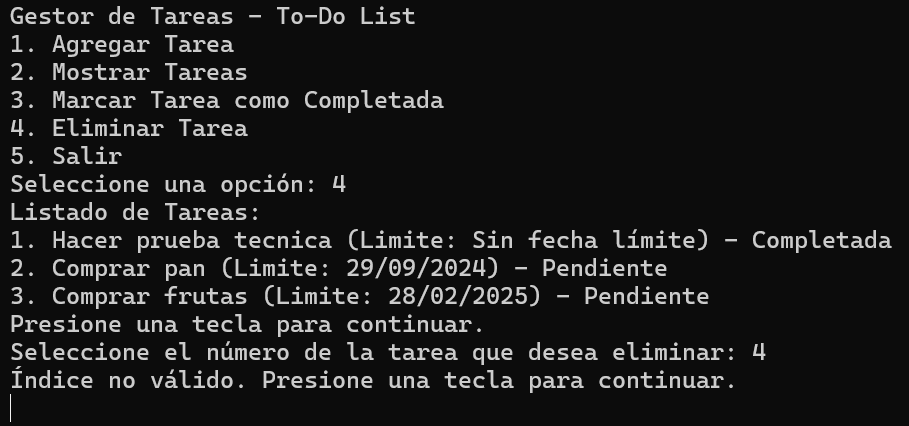 Gestor de Tareas - To-Do List
1. Agregar Tarea
2. Mostrar Tareas
3. Marcar Tarea como Completada
4. Eliminar Tarea
5. Salir
Seleccione una opción: 4
Listado de Tareas:
1. Hacer prueba tecnica (Limite: Sin fecha límite) - Completada
2. Comprar pan (Limite: 29/09/2024) - Pendiente
3. Comprar frutas (Limite: 28/02/2025) - Pendiente
Presione una tecla para continuar.
Seleccione el número de la tarea que desea eliminar: 4
Índice no válido. Presione una tecla para continuar.